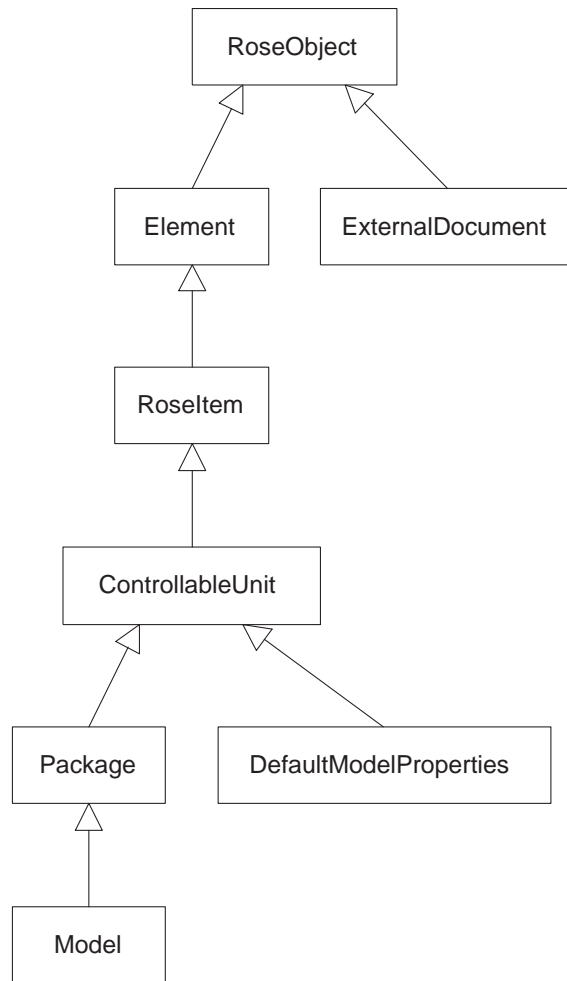 RoseObject
Element
ExternalDocument
RoseItem
ControllableUnit
Package
DefaultModelProperties
Model